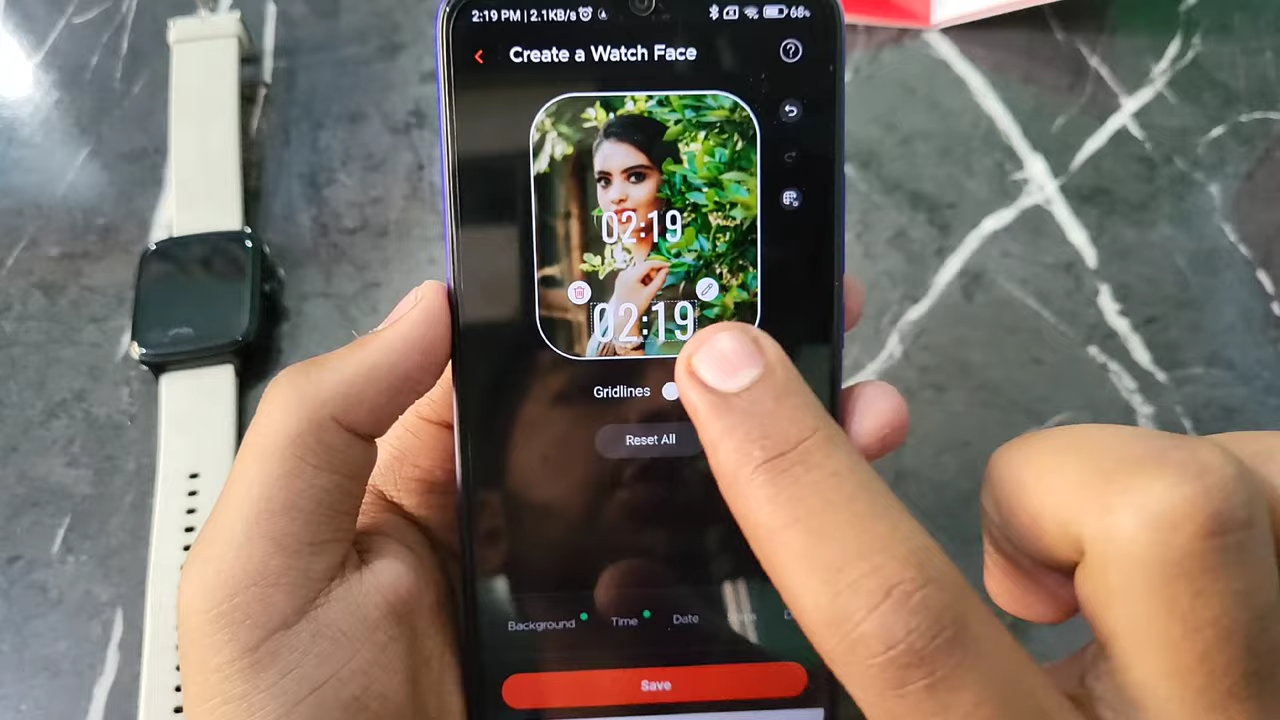 2:19 PM | 2.1KB/s
68%
Create a Watch Face
?
02:19
02:19
Gridlines
Reset All
Background
Time
Date
Save